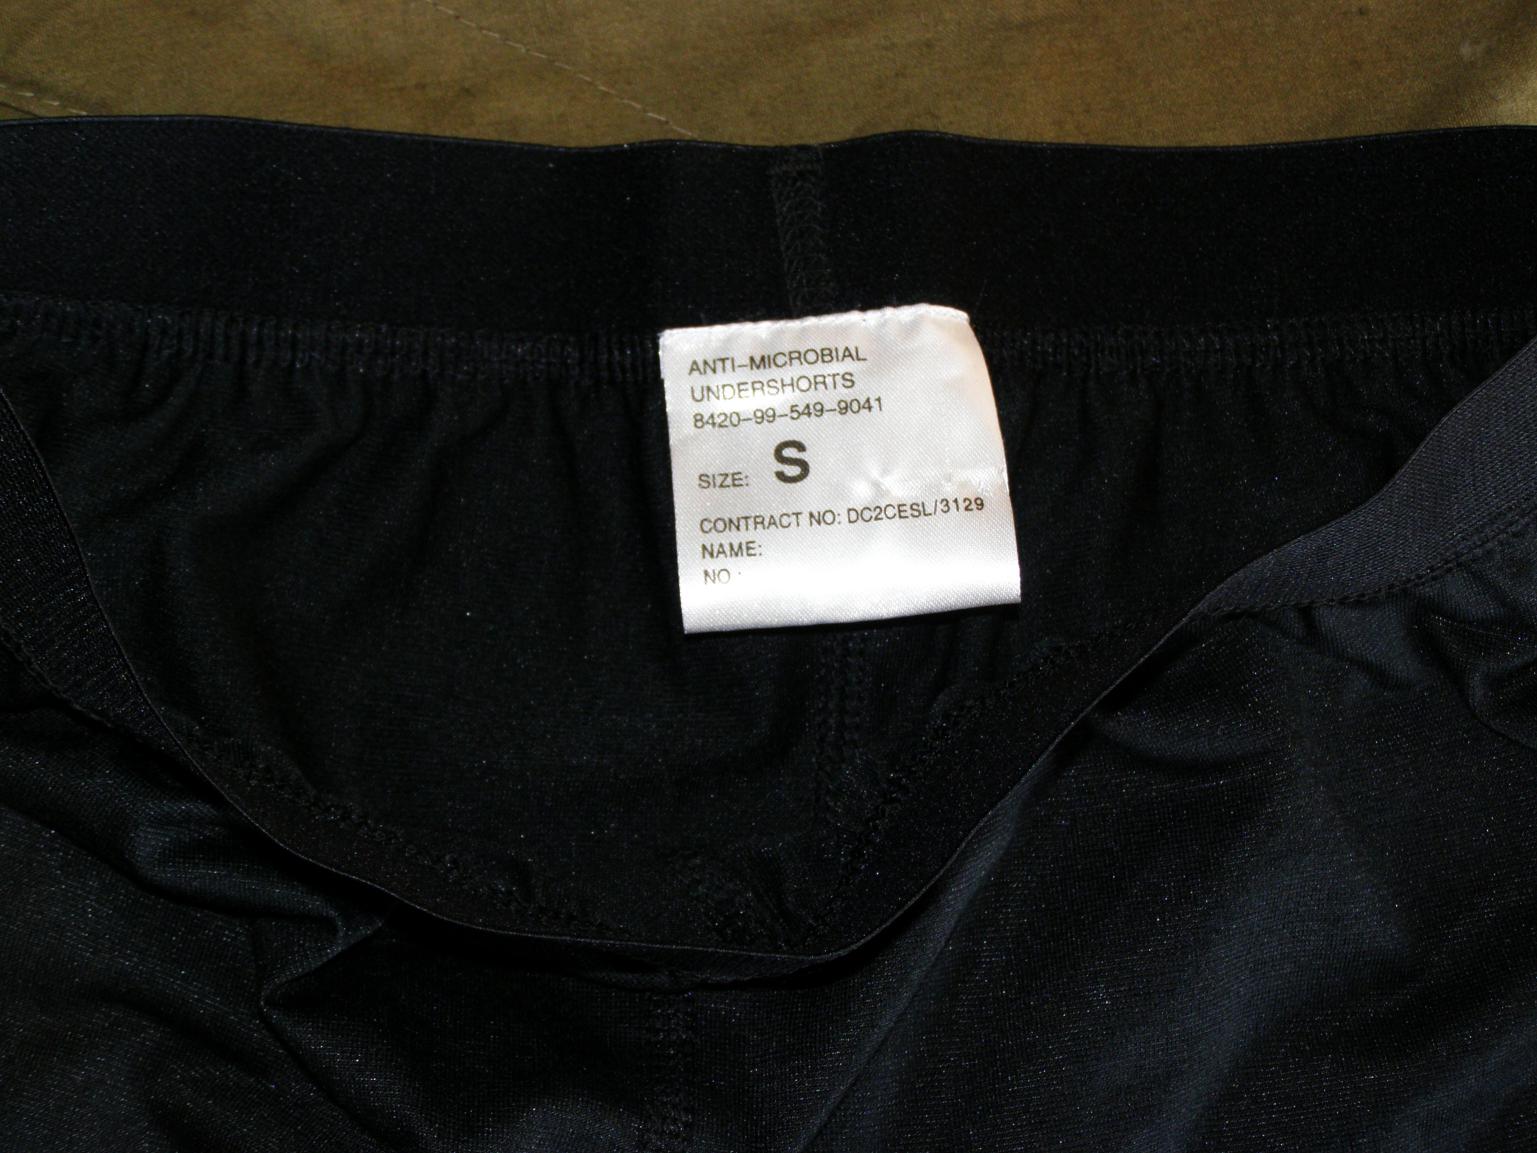 ANTI-MICROBIAL
UNDERSHORTS
8420-99-549-9041
SIZE: S
CONTRACT NO: DC2CESL/3129
NAME:
NO :